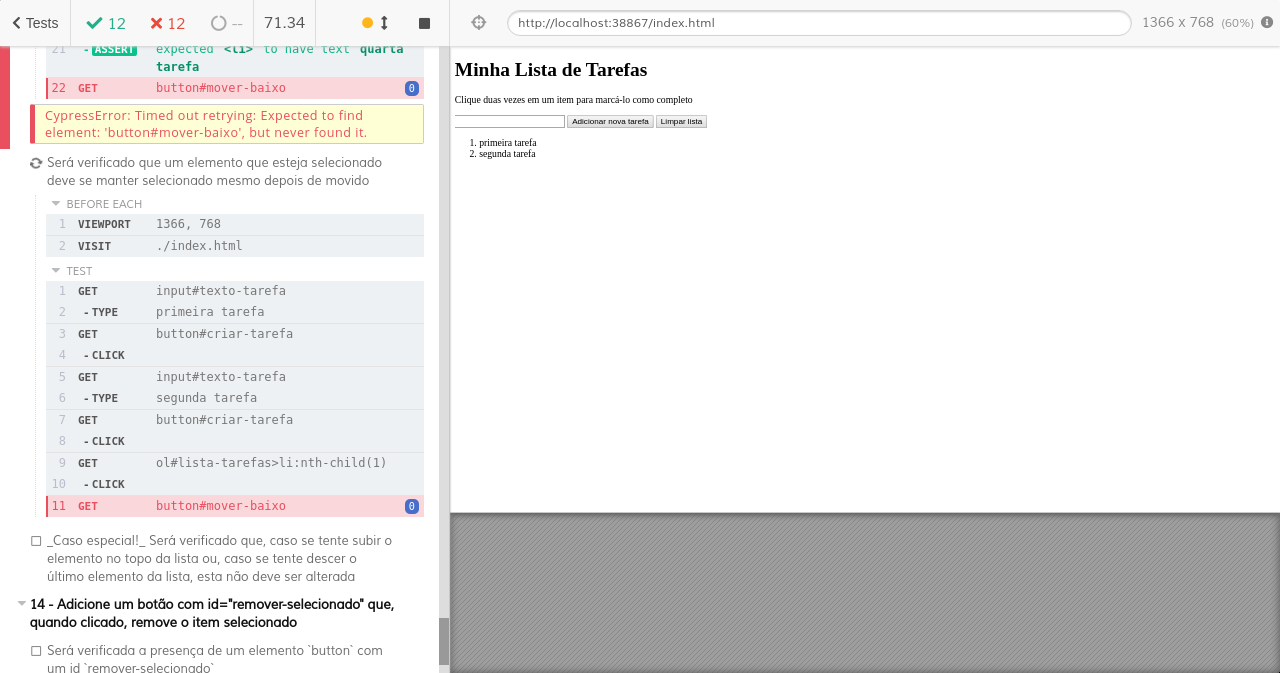 Tests
12
12
--
71.34
http://localhost:38867/index.html
1366 x 768 (60%)
21 - ASSERT expected <li> to have text quarta
tarefa
22 GET button#mover-baixo 0
CypressError: Timed out retrying: Expected to find
element: 'button#mover-baixo', but never found it.
Será verificado que um elemento que esteja selecionado
deve se manter selecionado mesmo depois de movido
BEFORE EACH
1 VIEWPORT 1366, 768
2 VISIT ./index.html
TEST
1 GET input#texto-tarefa
2 - TYPE primeira tarefa
3 GET button#criar-tarefa
4 - CLICK
5 GET input#texto-tarefa
6 - TYPE segunda tarefa
7 GET button#criar-tarefa
8 - CLICK
9 GET ol#lista-tarefas>li:nth-child(1)
10 - CLICK
11 GET button#mover-baixo 0
_Caso especial!_ Será verificado que, caso se tente subir o
elemento no topo da lista ou, caso se tente descer o
último elemento da lista, esta não deve ser alterada
14 - Adicione um botão com id="remover-selecionado" que,
quando clicado, remove o item selecionado
Será verificada a presença de um elemento `button` com
um id `remover-selecionado`
Minha Lista de Tarefas
Clique duas vezes em um item para marcá-lo como completo
Adicionar nova tarefa Limpar lista
1. primeira tarefa
2. segunda tarefa